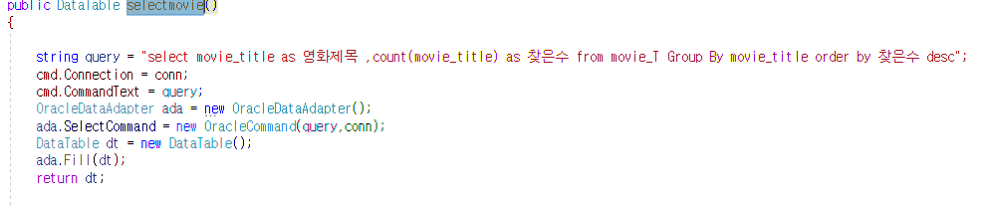 public DataTable selectmovie()
{
string query = "select movie_title as 영화제목 ,count(movie_title) as 찾은수 from movie_T Group By movie_title order by 찾은수 desc";
cmd.Connection = conn;
cmd.CommandText = query;
OracleDataAdapter ada = new OracleDataAdapter();
ada.SelectCommand = new OracleCommand(query,conn);
DataTable dt = new DataTable();
ada.Fill(dt);
return dt;